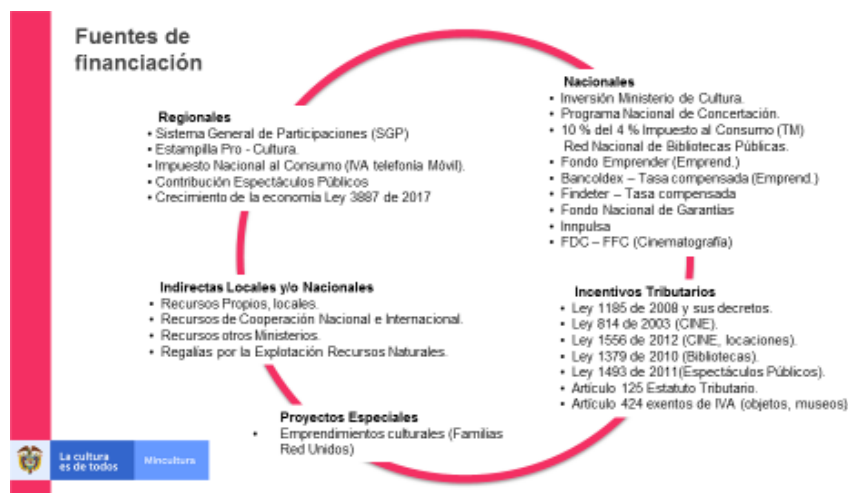 Fuentes de
financiación
Regionales
• Sistema General de Participaciones (SGP)
• Estampilla Pro - Cultura.
• Impuesto Nacional al Consumo (IVA telefonía Móvil).
• Contribución Espectáculos Públicos
• Crecimiento de la economía Ley 3887 de 2017
Nacionales
• Inversión Ministerio de Cultura.
• Programa Nacional de Concertación.
• 10 % del 4 % Impuesto al Consumo (TM)
Red Nacional de Bibliotecas Públicas.
• Fondo Emprender (Emprend.)
• Bancoldex – Tasa compensada (Emprend.)
• Findeter – Tasa compensada
• Fondo Nacional de Garantías
• Innpulsa
• FDC – FFC (Cinematografía)
Indirectas Locales y/o Nacionales
• Recursos Propios, locales.
• Recursos de Cooperación Nacional e Internacional.
• Recursos otros Ministerios.
• Regalías por la Explotación Recursos Naturales.
Incentivos Tributarios
• Ley 1185 de 2008 y sus decretos.
• Ley 814 de 2003 (CINE).
• Ley 1556 de 2012 (CINE, locaciones).
• Ley 1379 de 2010 (Bibliotecas).
• Ley 1493 de 2011(Espectáculos Públicos).
• Artículo 125 Estatuto Tributario.
• Artículo 424 exentos de IVA (objetos, museos)
Proyectos Especiales
• Emprendimientos culturales (Familias
Red Unidos)
La cultura
es de todos
Mincultura